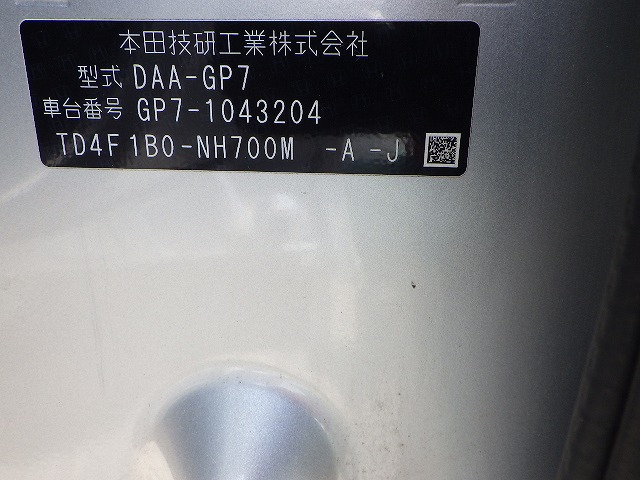 本田技研工業株式会社
型式 DAA-GP7
車台番号 GP7-1043204
TD4F1B0-NH700M -A -J